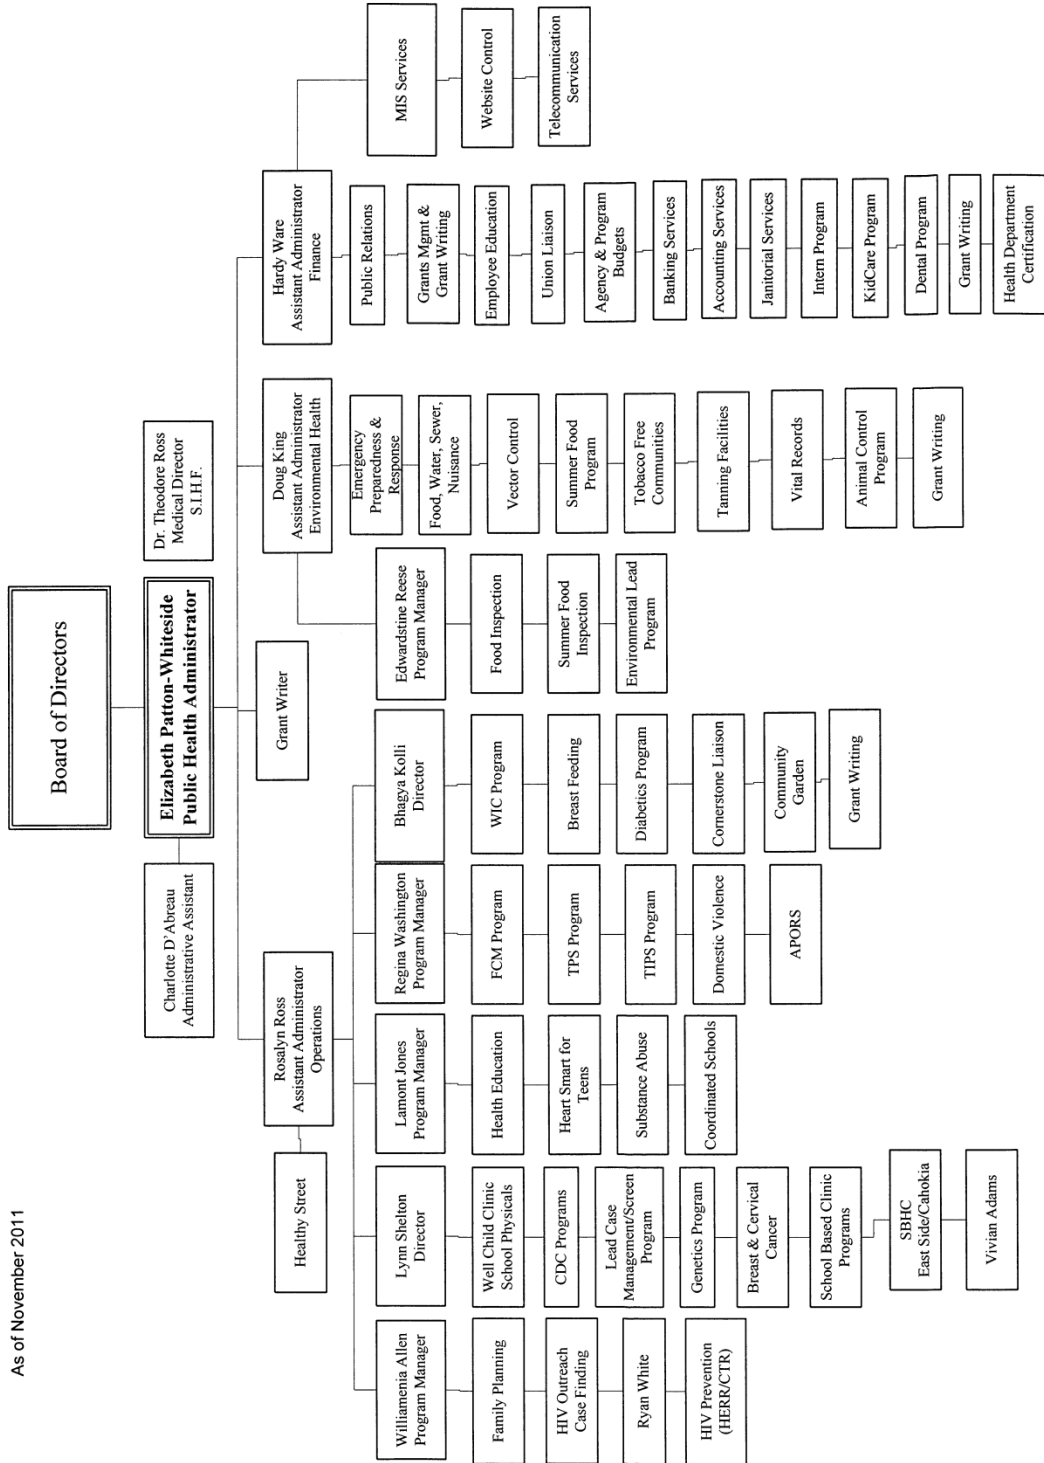 As of November 2011
Board of Directors
Charlotte D'Abreau
Administrative Assistant
Elizabeth Patton-Whiteside
Public Health Administrator
Dr. Theodore Ross
Medical Director
S.I.H.F.
Grant Writer
Healthy Street
Rosalyn Ross
Assistant Administrator
Operations
Doug King
Assistant Administrator
Environmental Health
Hardy Ware
Assistant Administrator
Finance
Williamenia Allen
Program Manager
Family Planning
HIV Outreach
Case Finding
Ryan White
HIV Prevention
(HERR/CTR)
Lynn Shelton
Director
Well Child Clinic
School Physicals
CDC Programs
Lead Case
Management/Screen
Program
Genetics Program
Breast & Cervical
Cancer
School Based Clinic
Programs
SBHC
East Side/Cahokia
Vivian Adams
Lamont Jones
Program Manager
Health Education
Heart Smart for
Teens
Substance Abuse
Coordinated Schools
Regina Washington
Program Manager
FCM Program
TPS Program
TIPS Program
Domestic Violence
APORS
Bhagya Kolli
Director
WIC Program
Breast Feeding
Diabetics Program
Cornerstone Liaison
Community
Garden
Grant Writing
Edwardstine Reese
Program Manager
Food Inspection
Summer Food
Inspection
Environmental Lead
Program
Emergency
Preparedness &
Response
Food, Water, Sewer,
Nuisance
Vector Control
Summer Food
Program
Tobacco Free
Communities
Tanning Facilities
Vital Records
Animal Control
Program
Grant Writing
Public Relations
Grants Mgmt &
Grant Writing
Employee Education
Union Liaison
Agency & Program
Budgets
Banking Services
Accounting Services
Janitorial Services
Intern Program
KidCare Program
Dental Program
Grant Writing
Health Department
Certification
MIS Services
Website Control
Telecommunication
Services